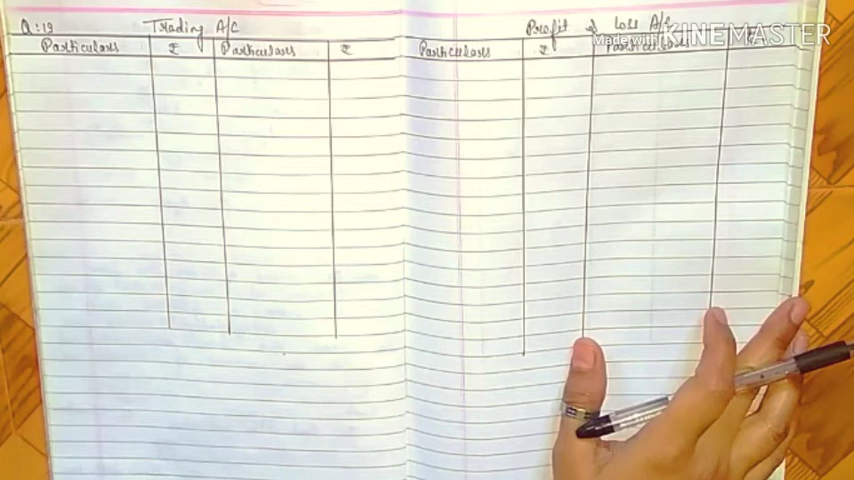 Q:19 Trading A/C
Particulars ₹ Particulars ₹
Profit & Loss A/c
Made with KINEMASTER
Particulars ₹ Particulars